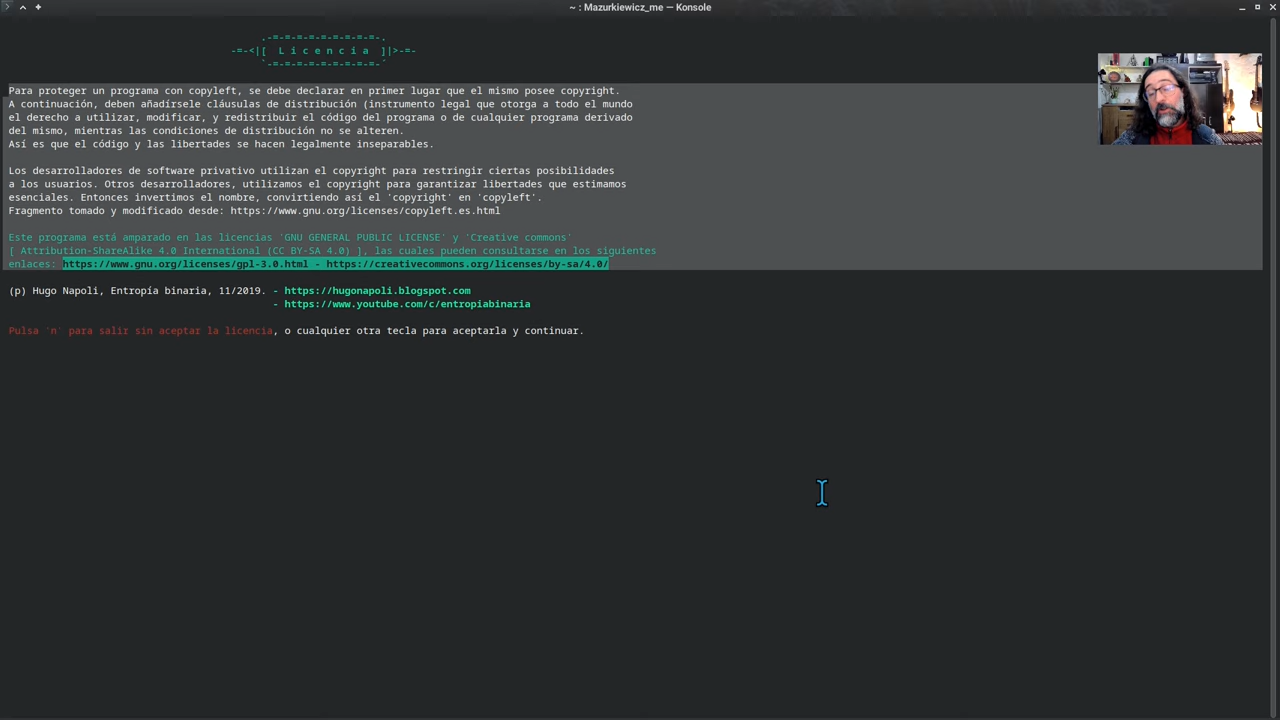 ~ : Mazurkiewicz_me — Konsole
.-=-=-=-=-=-=-=-=-=-.
-=-<|[ L i c e n c i a ]|>-=-
`-=-=-=-=-=-=-=-=-=-´
Para proteger un programa con copyleft, se debe declarar en primer lugar que el mismo posee copyright.
A continuación, deben añadírsele cláusulas de distribución (instrumento legal que otorga a todo el mundo
el derecho a utilizar, modificar, y redistribuir el código del programa o de cualquier programa derivado
del mismo, mientras las condiciones de distribución no se alteren.
Así es que el código y las libertades se hacen legalmente inseparables.
Los desarrolladores de software privativo utilizan el copyright para restringir ciertas posibilidades
a los usuarios. Otros desarrolladores, utilizamos el copyright para garantizar libertades que estimamos
esenciales. Entonces invertimos el nombre, convirtiendo así el 'copyright' en 'copyleft'.
Fragmento tomado y modificado desde: https://www.gnu.org/licenses/copyleft.es.html
Este programa está amparado en las licencias 'GNU GENERAL PUBLIC LICENSE' y 'Creative commons'
[ Attribution-ShareAlike 4.0 International (CC BY-SA 4.0) ], las cuales pueden consultarse en los siguientes
enlaces: https://www.gnu.org/licenses/gpl-3.0.html - https://creativecommons.org/licenses/by-sa/4.0/
(p) Hugo Napoli, Entropía binaria, 11/2019. - https://hugonapoli.blogspot.com
- https://www.youtube.com/c/entropiabinaria
Pulsa 'n' para salir sin aceptar la licencia, o cualquier otra tecla para aceptarla y continuar.